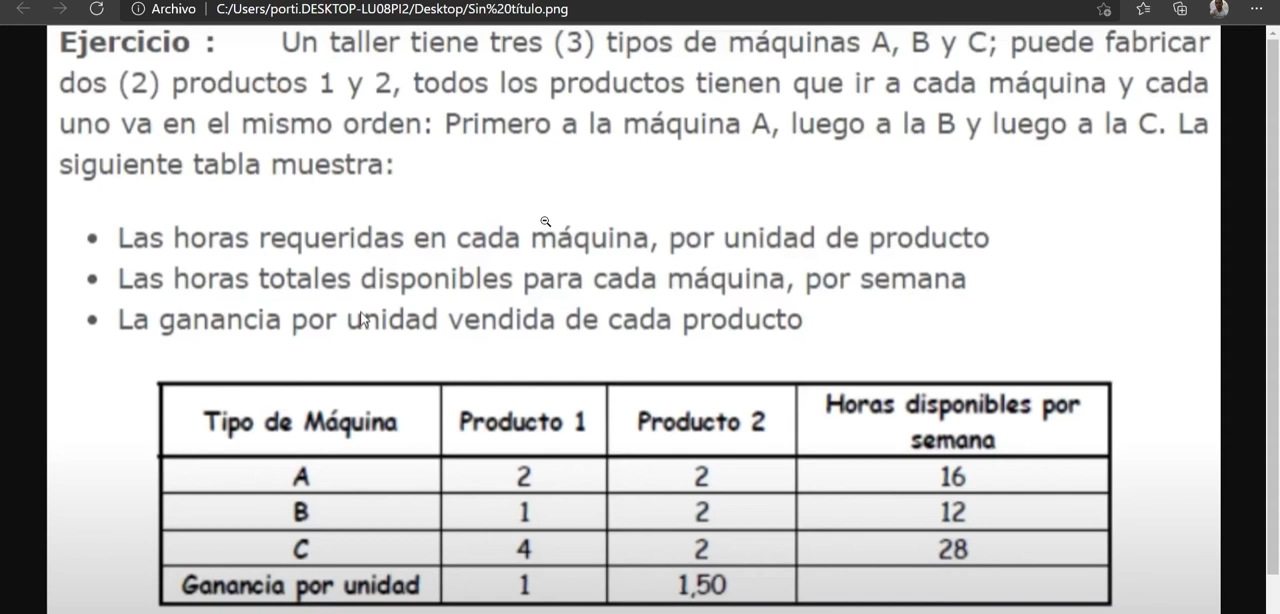 Archivo | C:/Users/porti.DESKTOP-LU08PI2/Desktop/Sin%20título.png
Ejercicio : Un taller tiene tres (3) tipos de máquinas A, B y C; puede fabricar
dos (2) productos 1 y 2, todos los productos tienen que ir a cada máquina y cada
uno va en el mismo orden: Primero a la máquina A, luego a la B y luego a la C. La
siguiente tabla muestra:
• Las horas requeridas en cada máquina, por unidad de producto
• Las horas totales disponibles para cada máquina, por semana
• La ganancia por unidad vendida de cada producto
Tipo de Máquina Producto 1 Producto 2 Horas disponibles por
semana
A 2 2 16
B 1 2 12
C 4 2 28
Ganancia por unidad 1 1,50